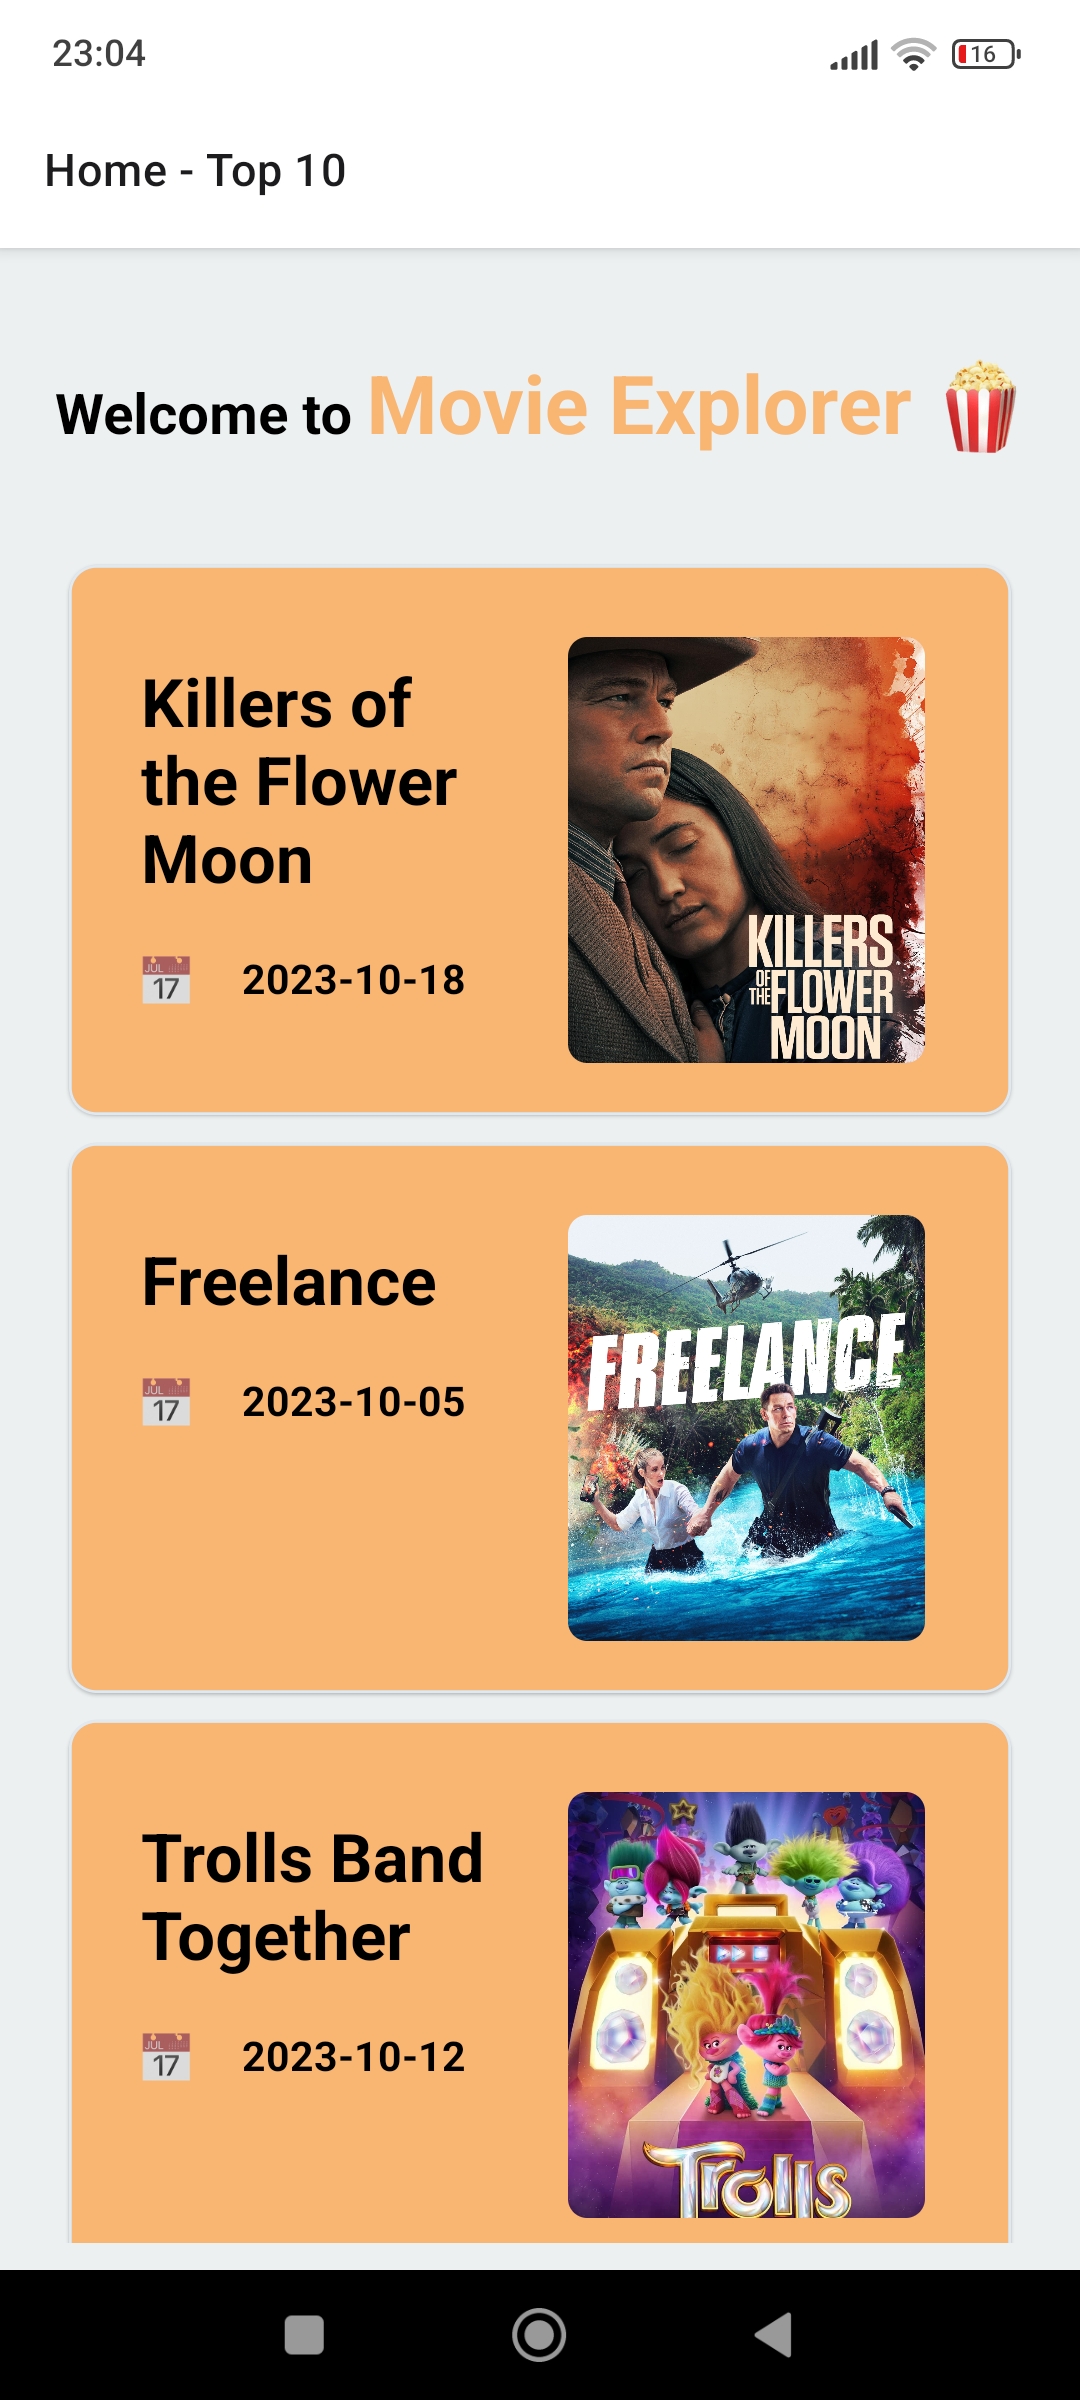 23:04
16
Home - Top 10
Welcome to Movie Explorer
Killers of
the Flower
Moon
JUL
17
2023-10-18
KILLERS
OF
THE FLOWER
MOON
Freelance
JUL
17
2023-10-05
FREELANCE
Trolls Band
Together
JUL
17
2023-10-12
Trolls